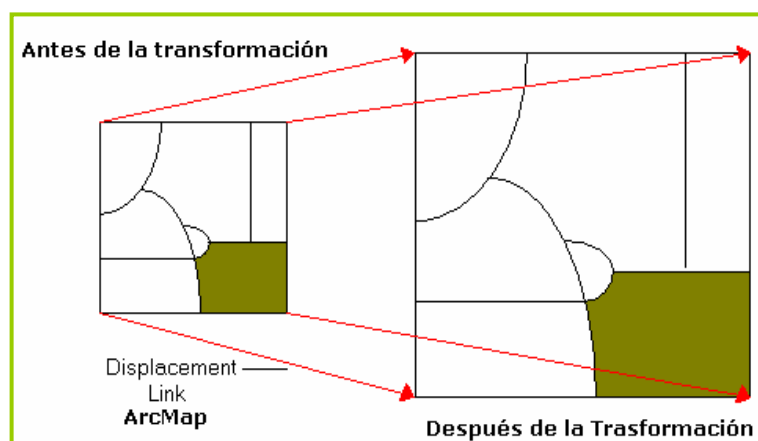 Antes de la transformación
Displacement
Link
ArcMap
Después de la Trasformación